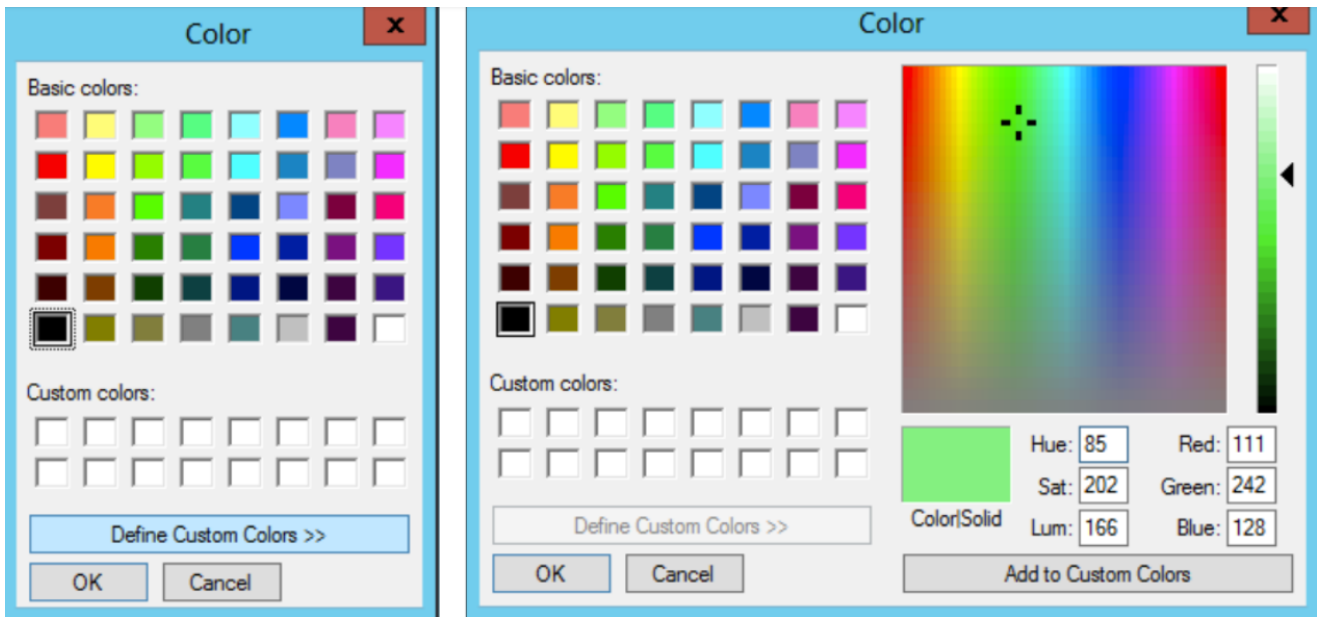 Color
x
Basic colors:
Custom colors:
Define Custom Colors >>
OK Cancel
Color
x
Basic colors:
Custom colors:
Define Custom Colors >>
OK Cancel
Color|Solid
Hue: 85 Red: 111
Sat: 202 Green: 242
Lum: 166 Blue: 128
Add to Custom Colors